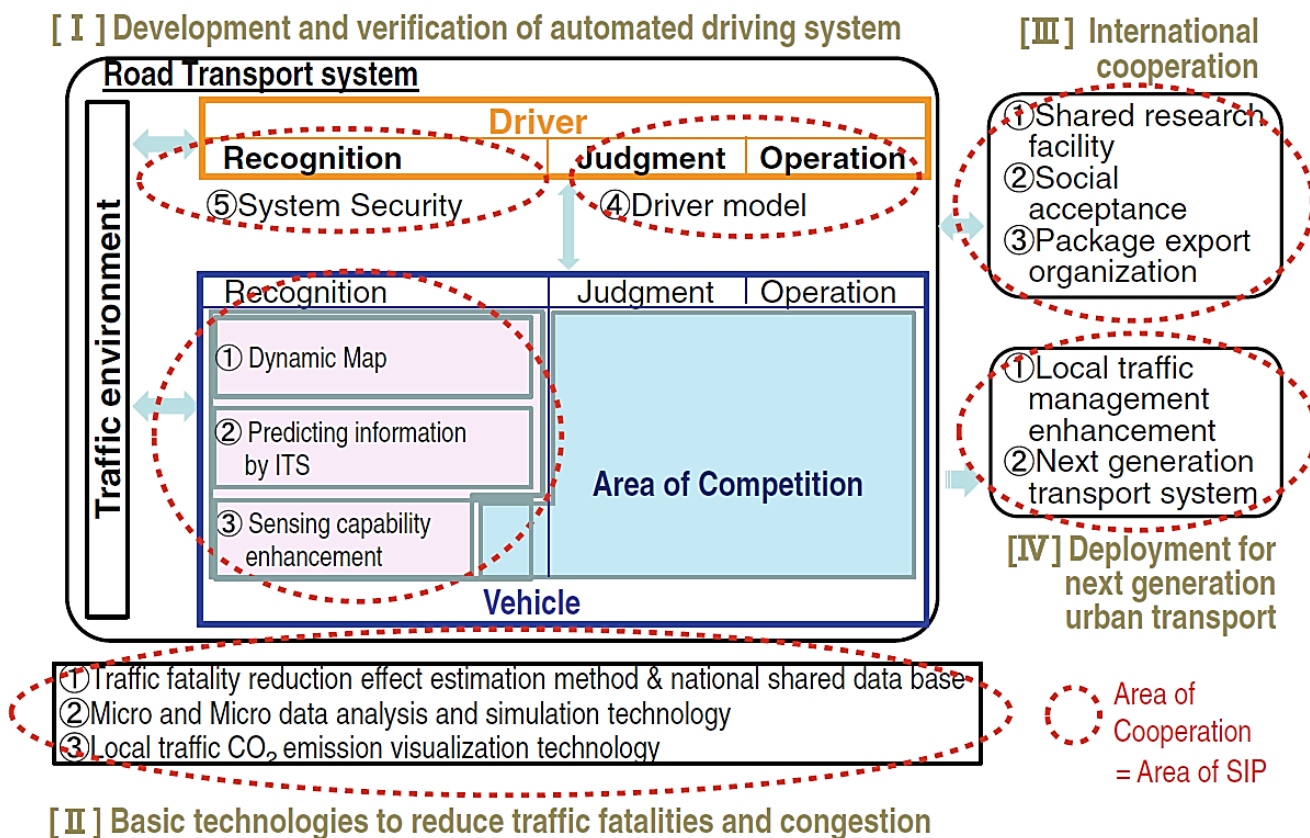 [Ⅰ] Development and verification of automated driving system
Road Transport system
Traffic environment
Driver
Recognition
Judgment
Operation
⑤System Security
④Driver model
Recognition
Judgment
Operation
① Dynamic Map
② Predicting information
by ITS
③ Sensing capability
enhancement
Area of Competition
Vehicle
[Ⅲ] International
cooperation
①Shared research
facility
②Social
acceptance
③Package export
organization
①Local traffic
management
enhancement
②Next generation
transport system
[Ⅳ] Deployment for
next generation
urban transport
①Traffic fatality reduction effect estimation method & national shared data base
②Micro and Micro data analysis and simulation technology
③Local traffic CO₂ emission visualization technology
[Ⅱ] Basic technologies to reduce traffic fatalities and congestion
Area of
Cooperation
= Area of SIP